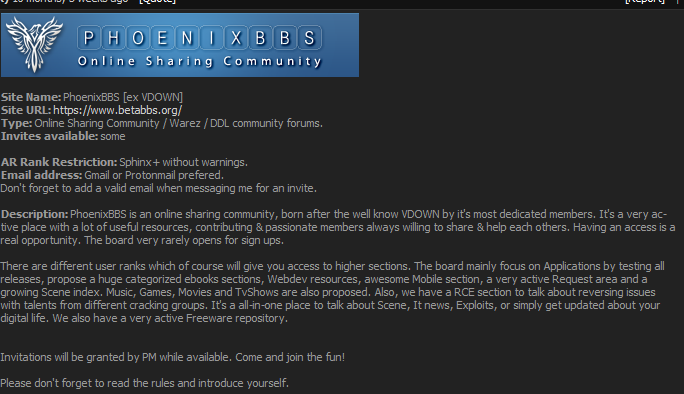 10 months, 3 weeks ago [Quote] [Report]
PHOENIXBBS
Online Sharing Community
Site Name: PhoenixBBS [ex VDOWN]
Site URL: https://www.betabbs.org/
Type: Online Sharing Community / Warez / DDL community forums.
Invites available: some
AR Rank Restriction: Sphinx+ without warnings.
Email address: Gmail or Protonmail prefered.
Don't forget to add a valid email when messaging me for an invite.
Description: PhoenixBBS is an online sharing community, born after the well know VDOWN by it's most dedicated members. It's a very ac-
tive place with a lot of useful resources, contributing & passionate members always willing to share & help each others. Having an access is a
real opportunity. The board very rarely opens for sign ups.
There are different user ranks which of course will give you access to higher sections. The board mainly focus on Applications by testing all
releases, propose a huge categorized ebooks sections, Webdev resources, awesome Mobile section, a very active Request area and a
growing Scene index. Music, Games, Movies and TvShows are also proposed. Also, we have a RCE section to talk about reversing issues
with talents from different cracking groups. It's a all-in-one place to talk about Scene, It news, Exploits, or simply get updated about your
digital life. We also have a very active Freeware repository.
Invitations will be granted by PM while available. Come and join the fun!
Please don't forget to read the rules and introduce yourself.